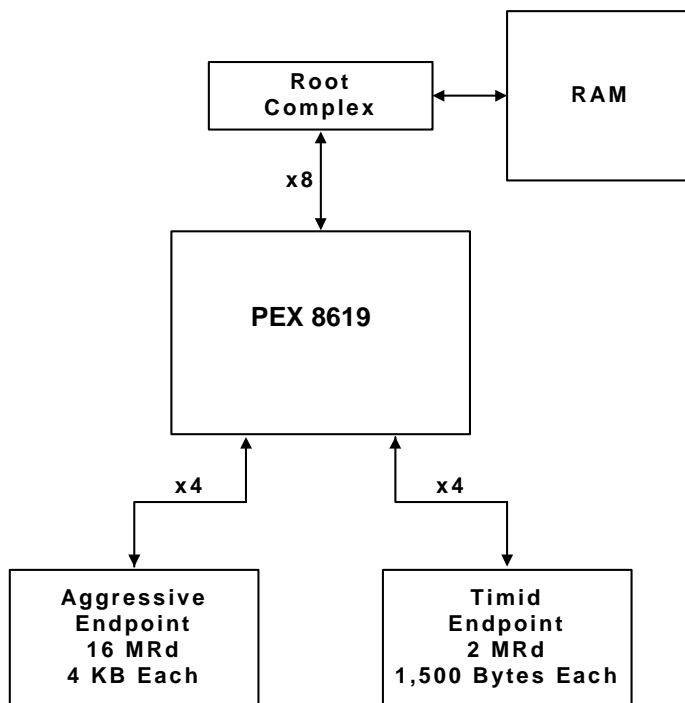 Root
Complex
RAM
x8
PEX 8619
x4
x4
Aggressive
Endpoint
16 MRd
4 KB Each
Timid
Endpoint
2 MRd
1,500 Bytes Each